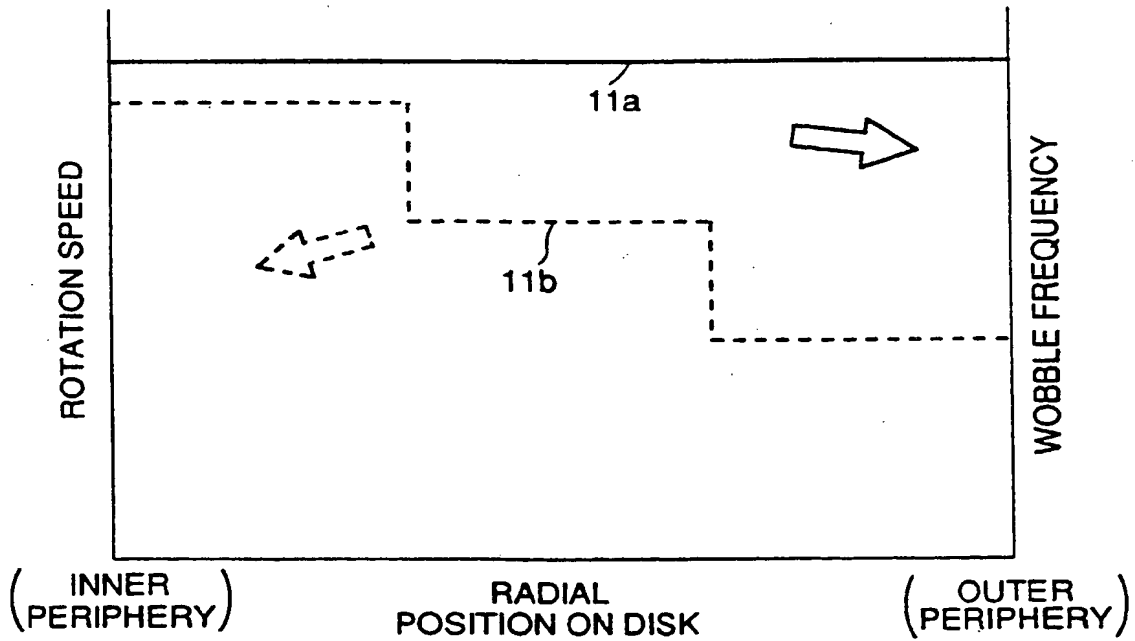 11a
11b
ROTATION SPEED
WOBBLE FREQUENCY
(INNER
PERIPHERY)
RADIAL
POSITION ON DISK
(OUTER
PERIPHERY)